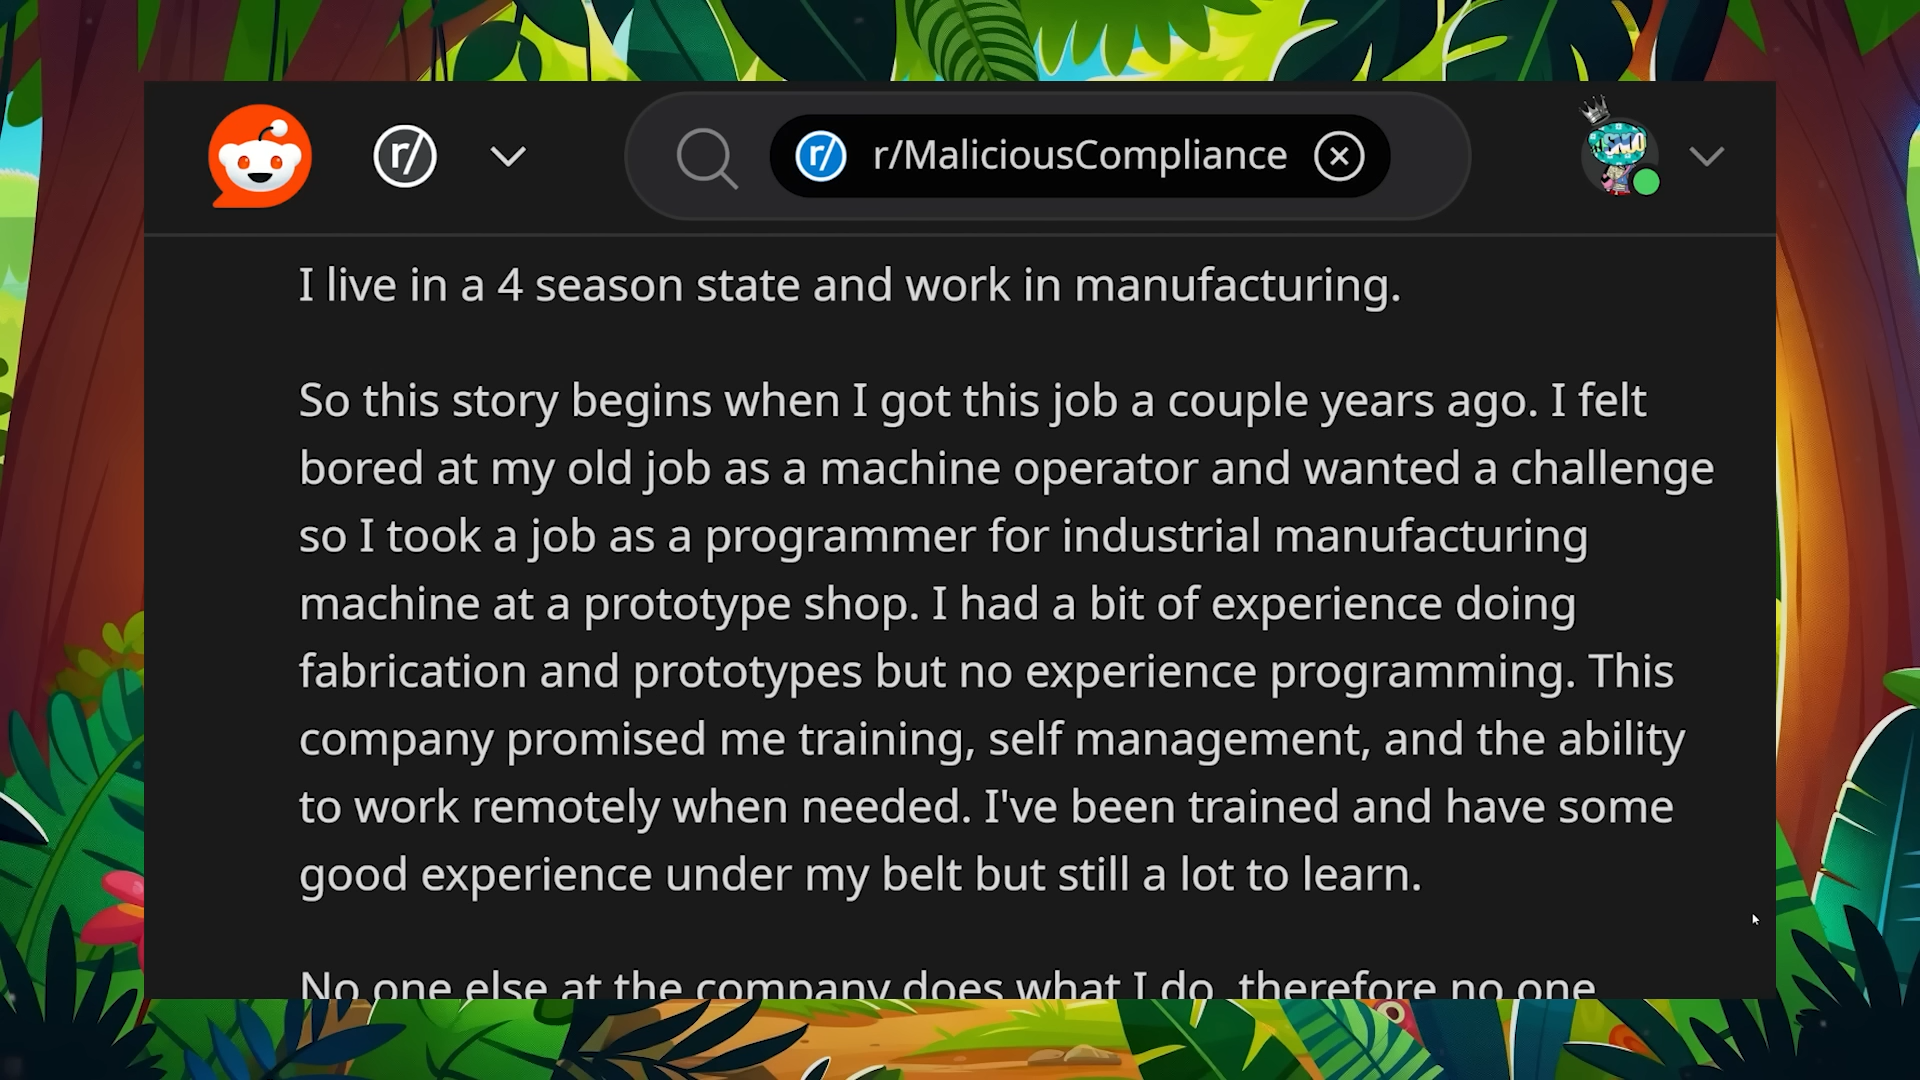 r/
r/ r/MaliciousCompliance
I live in a 4 season state and work in manufacturing.
So this story begins when I got this job a couple years ago. I felt
bored at my old job as a machine operator and wanted a challenge
so I took a job as a programmer for industrial manufacturing
machine at a prototype shop. I had a bit of experience doing
fabrication and prototypes but no experience programming. This
company promised me training, self management, and the ability
to work remotely when needed. I've been trained and have some
good experience under my belt but still a lot to learn.
No one else at the company does what I do, therefore no one